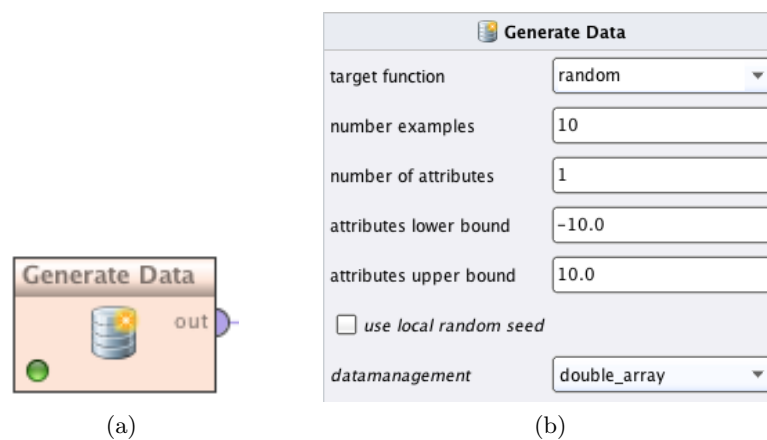 Generate Data
out
(a)
Generate Data
target function random
number examples 10
number of attributes 1
attributes lower bound -10.0
attributes upper bound 10.0
use local random seed
datamanagement double_array
(b)